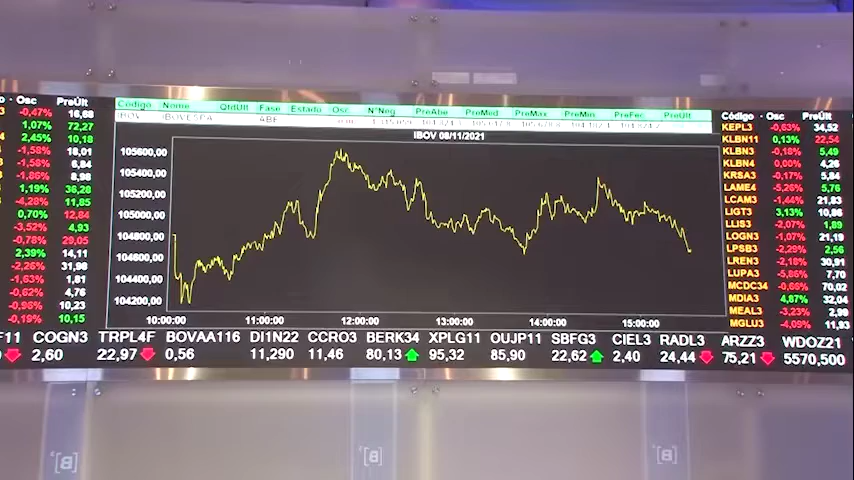 Osc PreÚlt
-0,47% 16,68
1,07% 72,27
2,45% 10,18
-1,58% 18,01
-1,58% 6,84
-1,86% 8,98
1,19% 36,28
-4,28% 11,85
0,70% 12,84
-3,52% 4,93
-0,78% 29,05
2,39% 14,11
-2,26% 31,98
-1,63% 1,81
-0,62% 4,76
-0,96% 10,23
-0,19% 10,15
Código Nome QtdÚlt Fase Estado Osc NºNeg PreAbe PreMed PreMax PreMin PreFec PreÚlt
IBOV IBOVESPA
IBOV 08/11/2021
105600,00
105400,00
105200,00
105000,00
104800,00
104600,00
104400,00
104200,00
10:00:00 11:00:00 12:00:00 13:00:00 14:00:00 15:00:00
Código Osc PreÚlt
KEPL3 -0,63% 34,52
KLBN11 0,13% 22,54
KLBN3 -0,18% 5,49
KLBN4 0,00% 4,26
KRSA3 -0,17% 5,84
LAME4 -5,26% 5,76
LCAM3 -1,44% 21,83
LIGT3 3,13% 10,86
LLIS3 -2,07% 1,89
LOGN3 -1,07% 21,19
LPSB3 -2,29% 2,56
LREN3 -2,18% 30,91
LUPA3 -5,86% 7,70
MCDC34 -0,66% 70,02
MDIA3 4,87% 32,04
MEAL3 -3,23% 2,99
MGLU3 -4,09% 11,93
F11 COGN3 TRPL4F BOVAA116 DI1N22 CCRO3 BERK34 XPLG11 OUJP11 SBFG3 CIEL3 RADL3 ARZZ3 WDOZ21
2,60 22,97 0,56 11,290 11,46 80,13 95,32 85,90 22,62 2,40 24,44 75,21 5570,500
[B]³
[B]³
[B]³